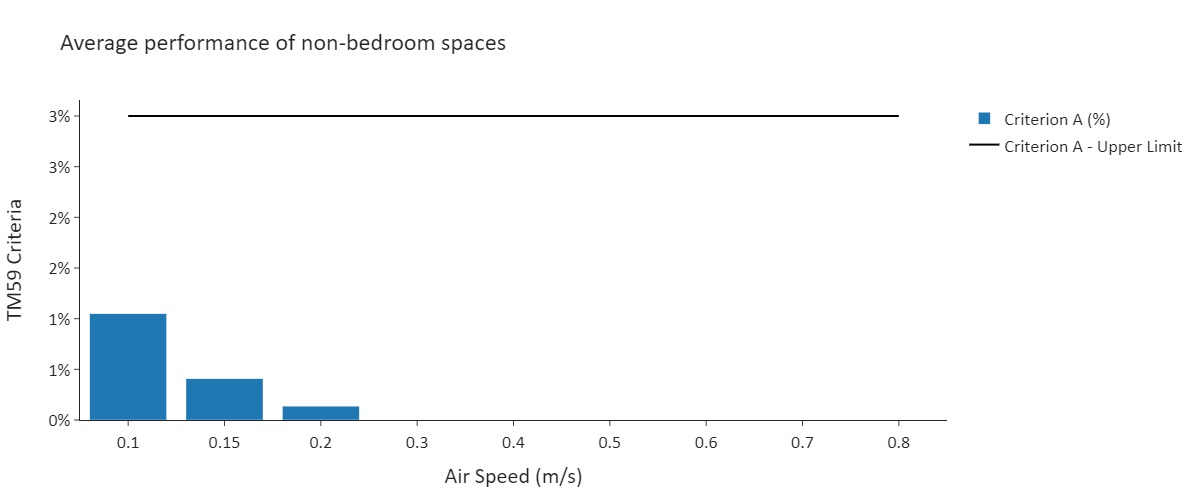 Average performance of non-bedroom spaces
3%
3%
2%
2%
1%
1%
0%
TM59 Criteria
0.1 0.15 0.2 0.3 0.4 0.5 0.6 0.7 0.8
Air Speed (m/s)
Criterion A (%)
Criterion A - Upper Limit